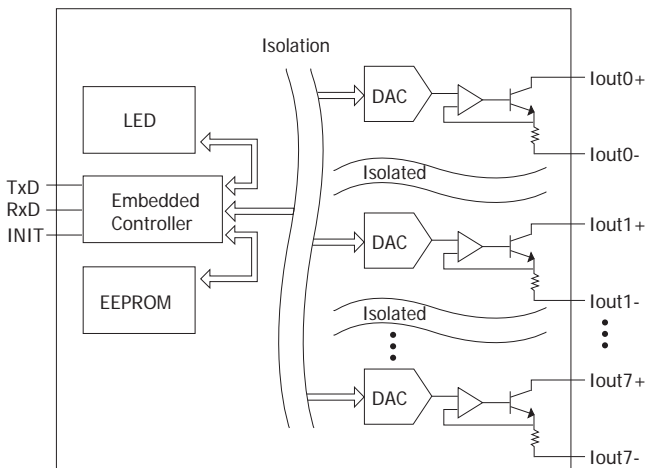 Isolation
LED
TxD
RxD
INIT
Embedded
Controller
EEPROM
DAC
Iout0+
Iout0-
Isolated
DAC
Iout1+
Iout1-
Isolated
DAC
Iout7+
Iout7-